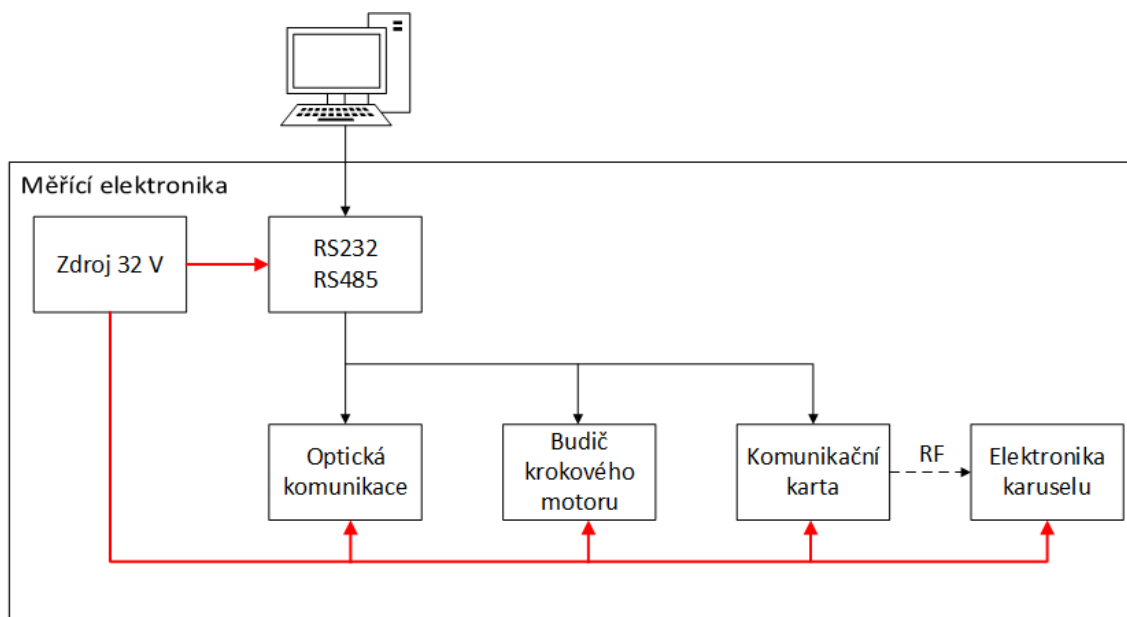 Měřící elektronika
Zdroj 32 V
RS232
RS485
Optická
komunikace
Budič
krokového
motoru
Komunikační
karta
RF
Elektronika
karuselu